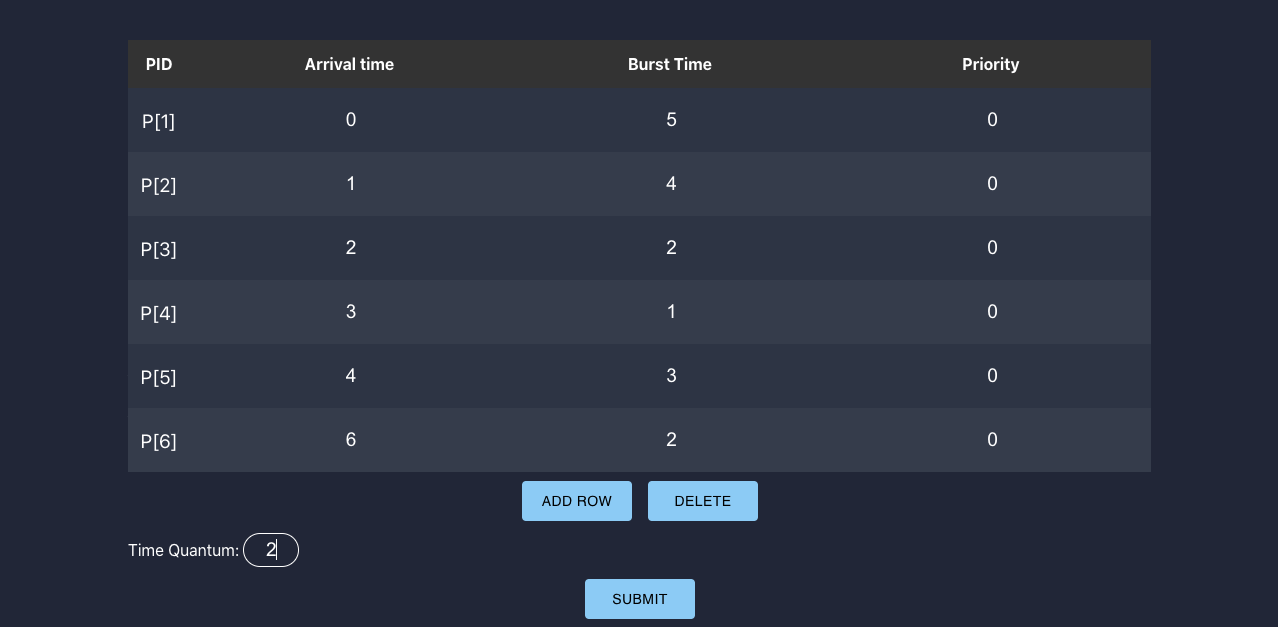 PID Arrival time Burst Time Priority
P[1] 0 5 0
P[2] 1 4 0
P[3] 2 2 0
P[4] 3 1 0
P[5] 4 3 0
P[6] 6 2 0
ADD ROW DELETE
Time Quantum: 2
SUBMIT